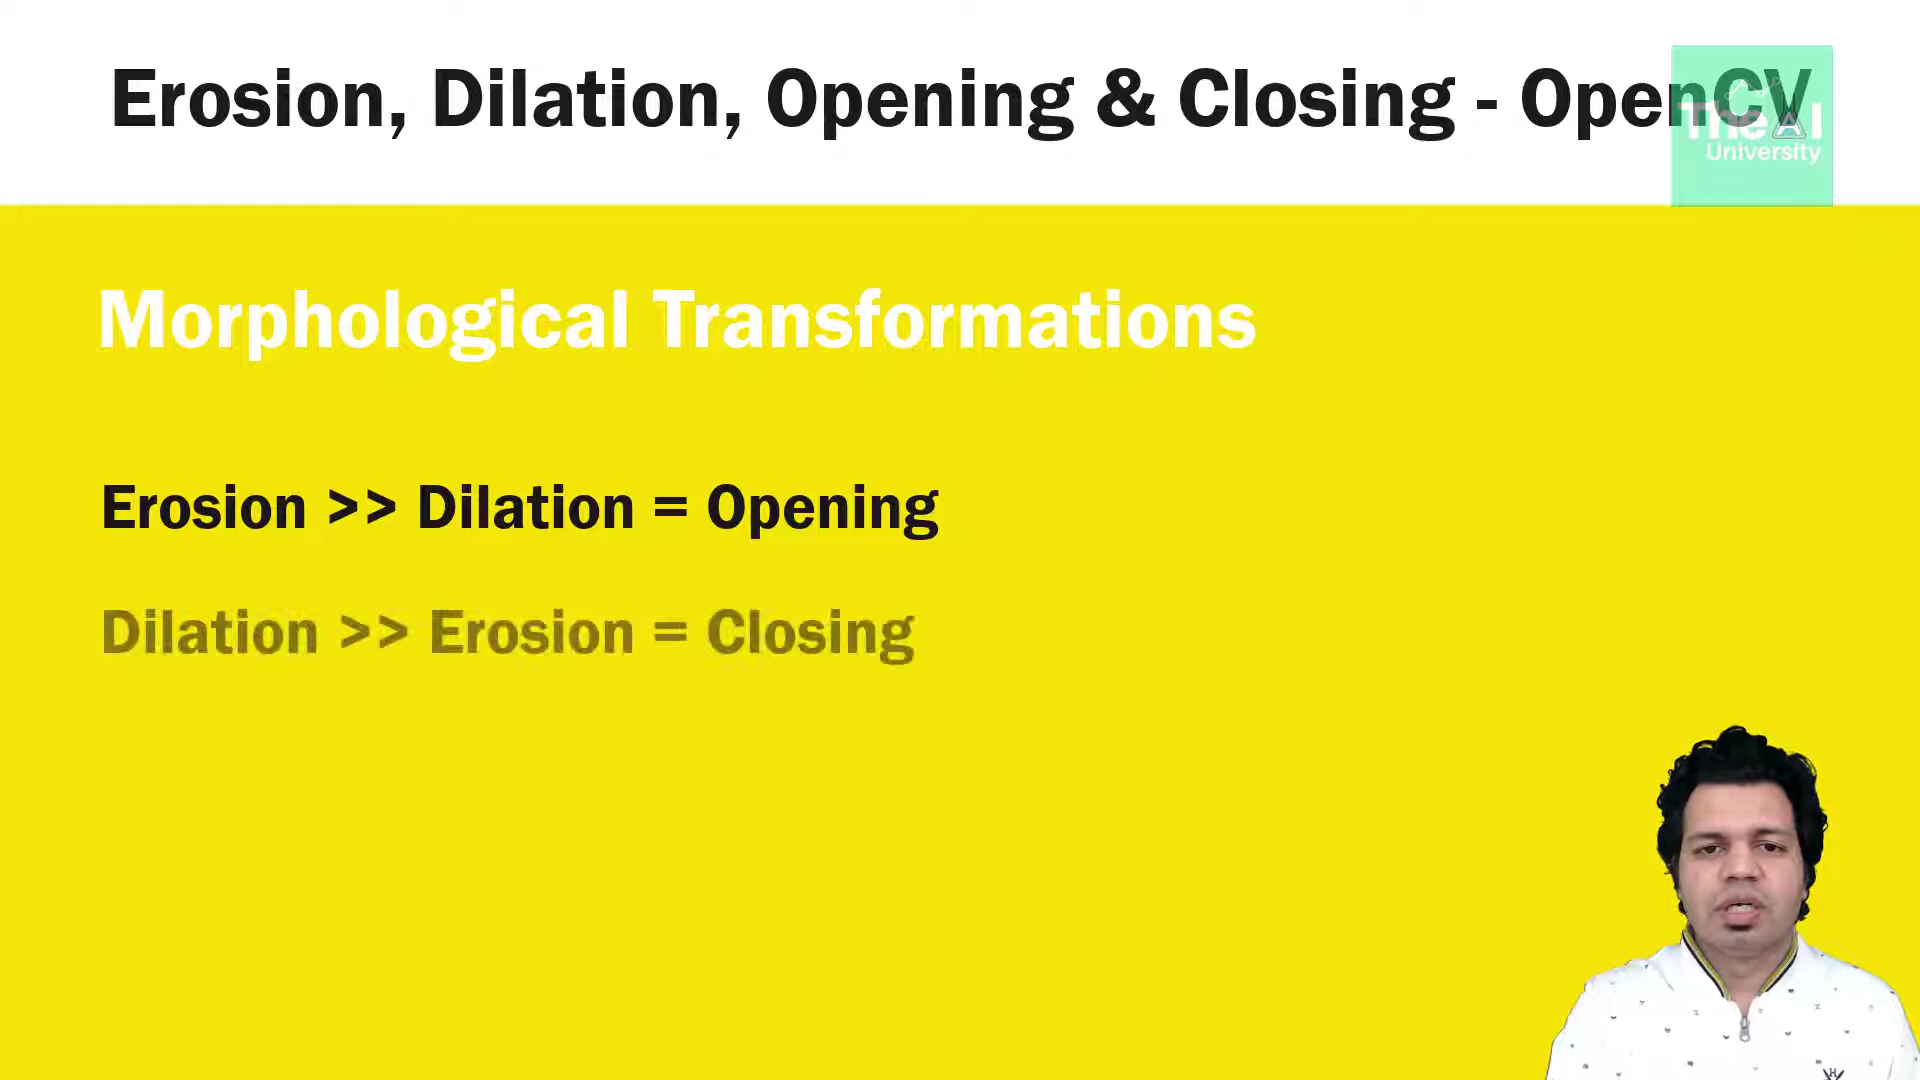 Erosion, Dilation, Opening & Closing - OpenCV
The AI
University
Morphological Transformations
Erosion >> Dilation = Opening
Dilation >> Erosion = Closing